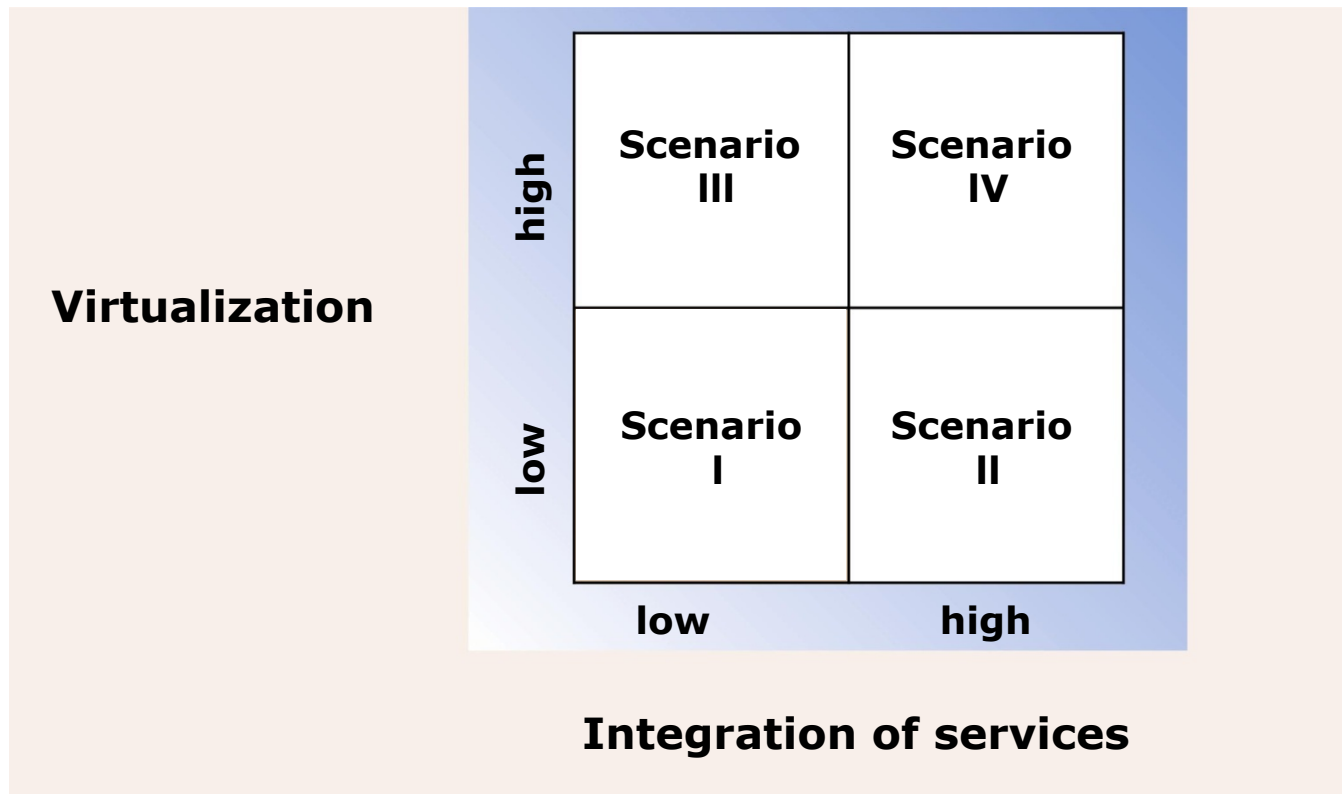 high
Scenario
III
Scenario
IV
Virtualization
low
Scenario
I
Scenario
II
low
high
Integration of services